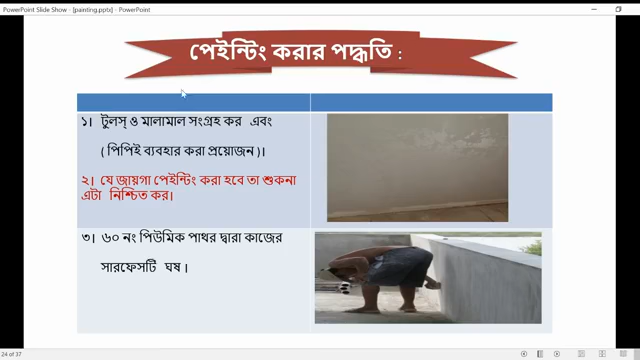 PowerPoint Slide Show - [painting.pptx] - PowerPoint
পেইন্টিং করার পদ্ধতি :
১। টুলস্ ও মালামাল সংগ্রহ কর এবং
( পিপিই ব্যবহার করা প্রয়োজন )।
২। যে জায়গা পেইন্টিং করা হবে তা শুকনা
এটা নিশ্চিত কর।
৩। ৬০ নং পিউমিক পাথর দ্বারা কাজের
সারফেসটি ঘষ।
24 of 37